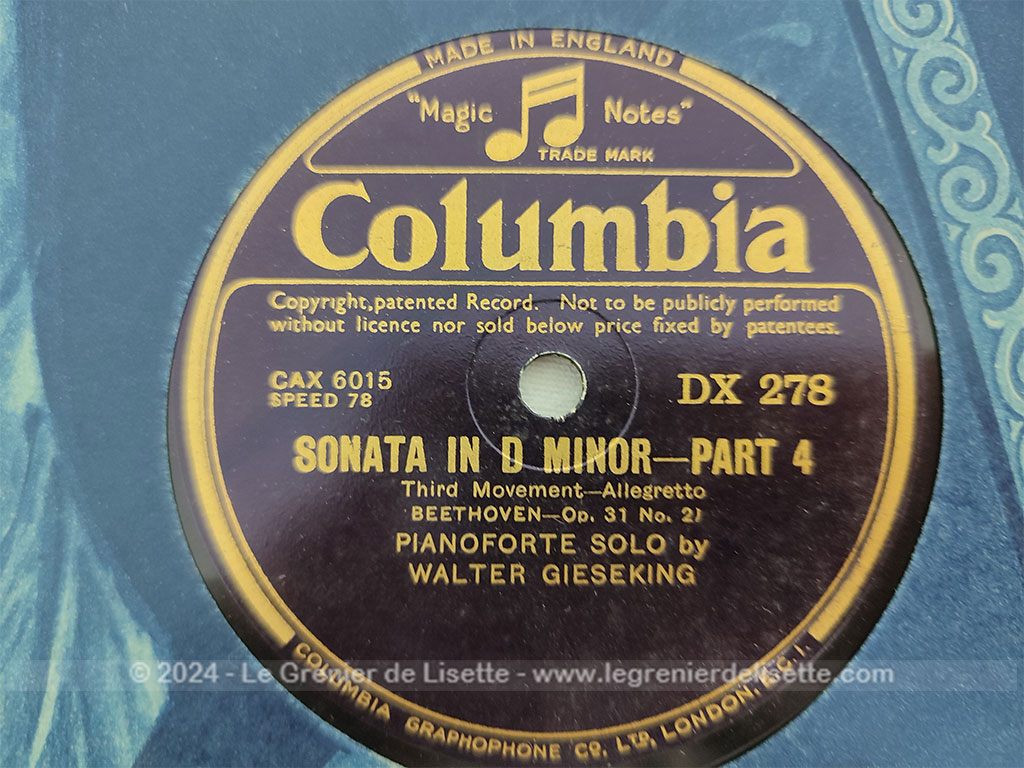 MADE IN ENGLAND
"Magic Notes"
TRADE MARK
Columbia
Copyright, patented Record. Not to be publicly performed
without licence nor sold below price fixed by patentees.
CAX 6015
SPEED 78
DX 278
SONATA IN D MINOR—PART 4
Third Movement—Allegretto
BEETHOVEN—Op. 31 No. 2)
PIANOFORTE SOLO by
WALTER GIESEKING
COLUMBIA GRAPHOPHONE CO. LTD, LONDON, E.C.1.
© 2024 - Le Grenier de Lisette - www.legrenierdelisette.com